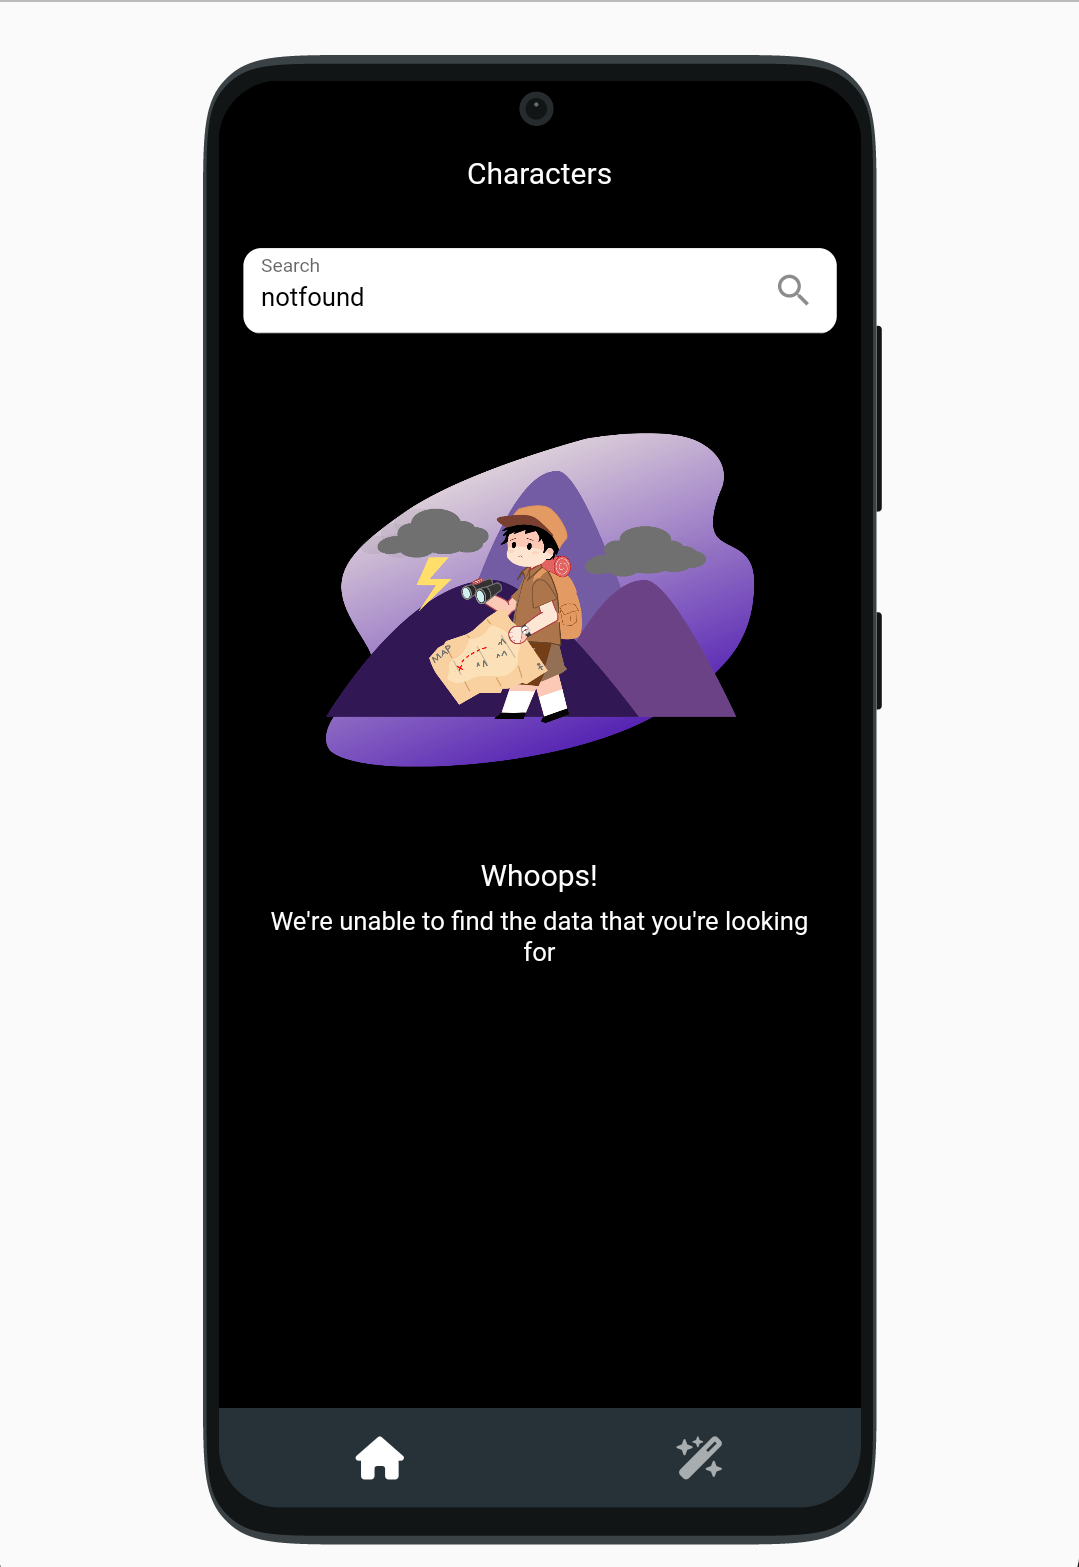 Characters
Search
notfound
MAP
Whoops!
We're unable to find the data that you're looking
for